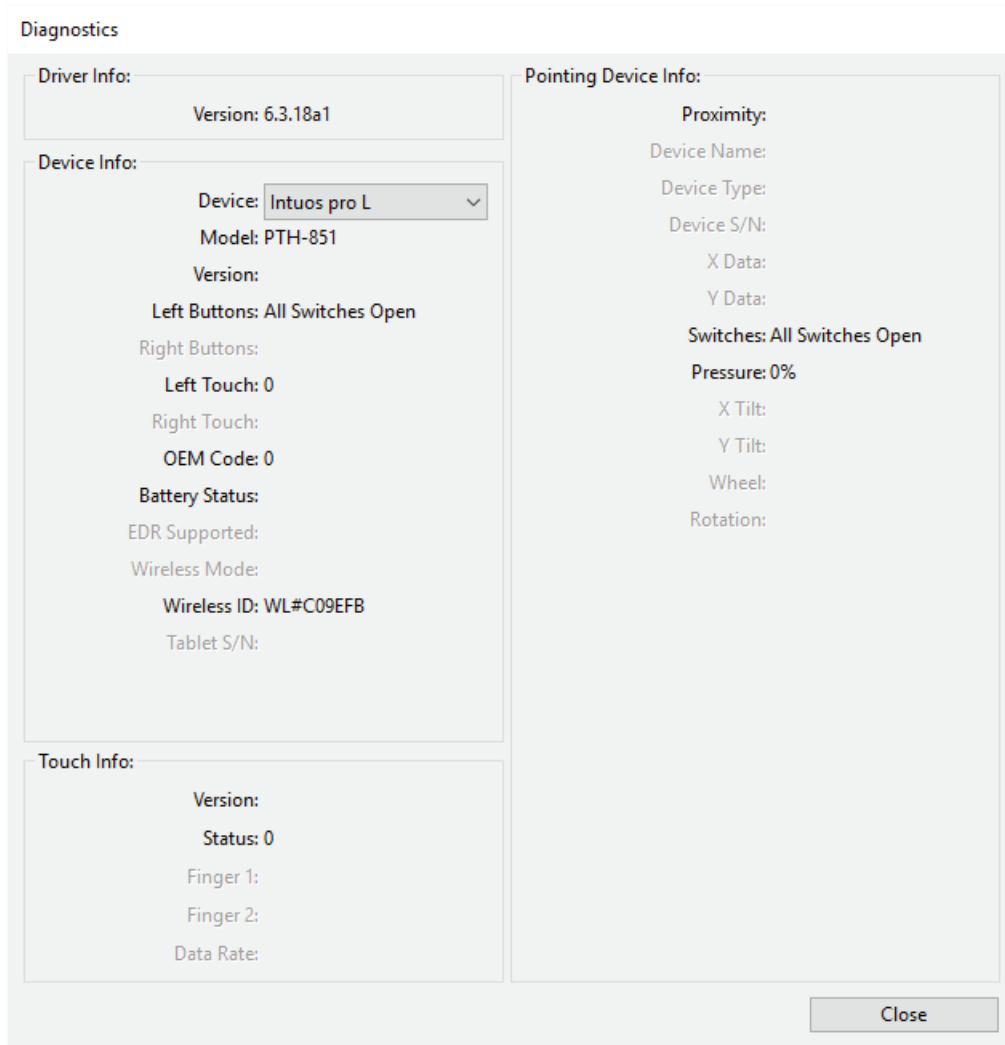 Diagnostics
Driver Info:
Version: 6.3.18a1
Device Info:
Device: Intuos pro L
Model: PTH-851
Version:
Left Buttons: All Switches Open
Right Buttons:
Left Touch: 0
Right Touch:
OEM Code: 0
Battery Status:
EDR Supported:
Wireless Mode:
Wireless ID: WL#C09EFB
Tablet S/N:
Touch Info:
Version:
Status: 0
Finger 1:
Finger 2:
Data Rate:
Pointing Device Info:
Proximity:
Device Name:
Device Type:
Device S/N:
X Data:
Y Data:
Switches: All Switches Open
Pressure: 0%
X Tilt:
Y Tilt:
Wheel:
Rotation:
Close